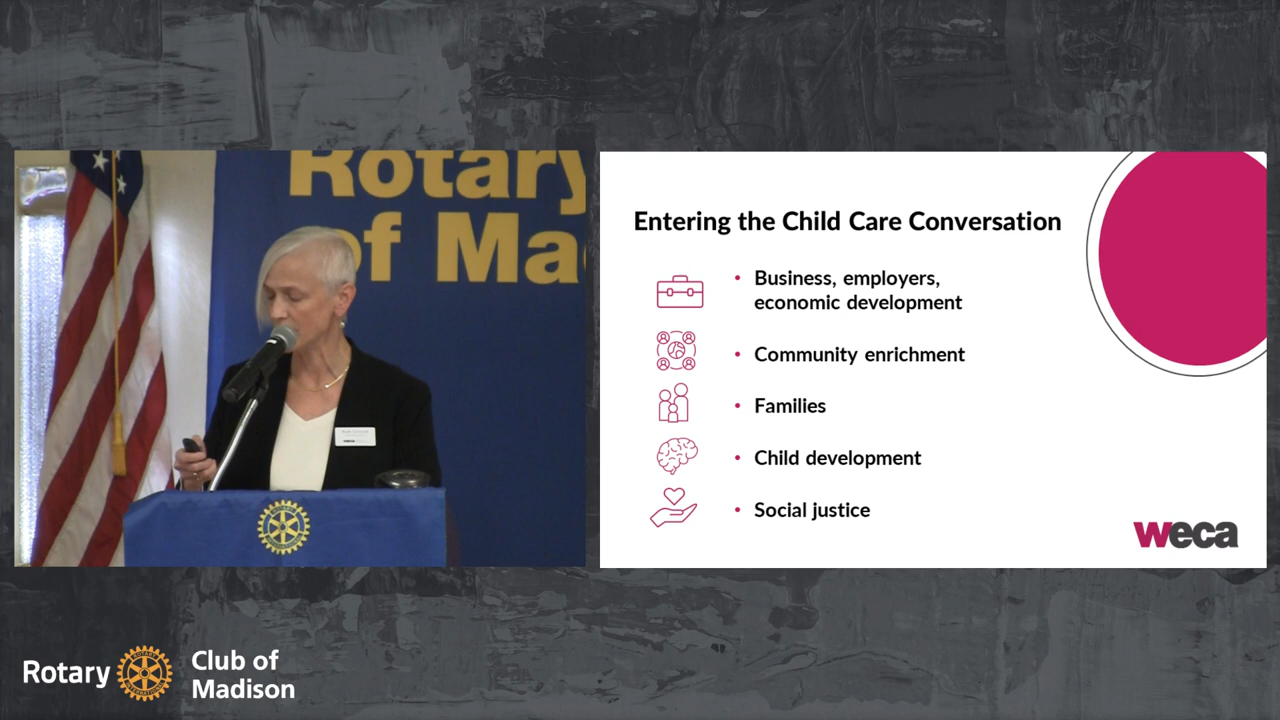 Rotary
of Ma
Entering the Child Care Conversation
• Business, employers,
economic development
• Community enrichment
• Families
• Child development
• Social justice
weca
Rotary
Club of
Madison